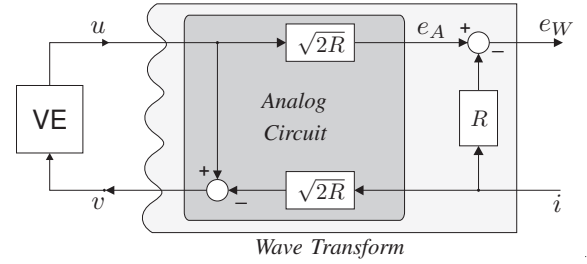 u
√2R
e_A
+
−
e_W
VE
Analog
Circuit
R
+
−
√2R
v
i
Wave Transform